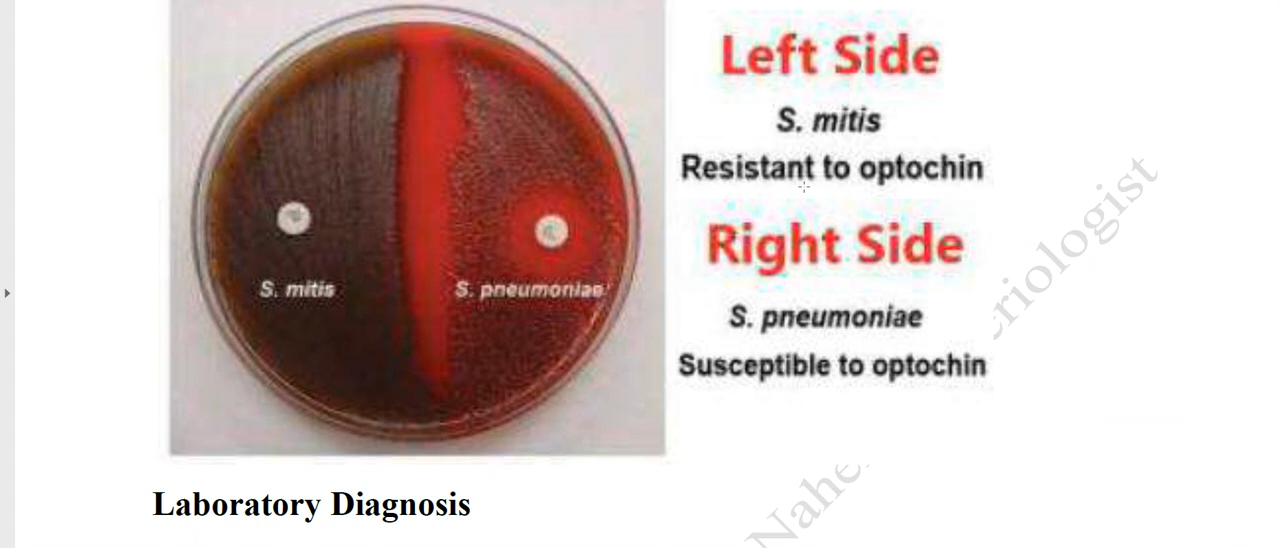 Left Side
S. mitis
Resistant to optochin
Right Side
S. pneumoniae
Susceptible to optochin
S. mitis
S. pneumoniae
Laboratory Diagnosis